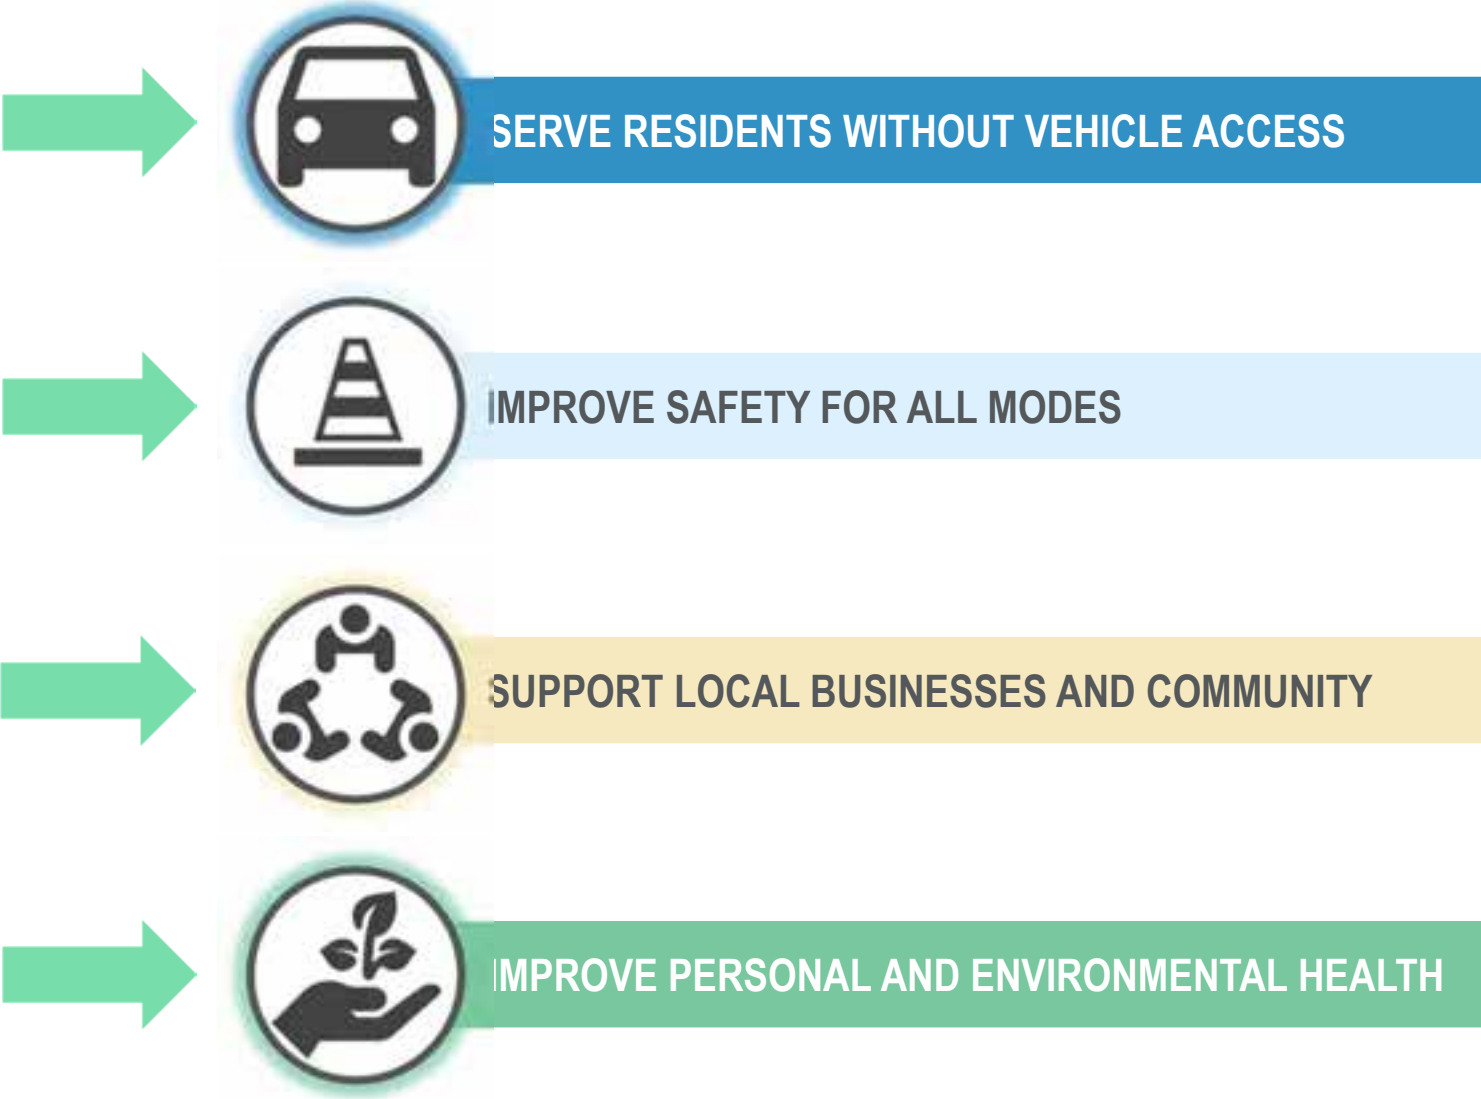 SERVE RESIDENTS WITHOUT VEHICLE ACCESS
IMPROVE SAFETY FOR ALL MODES
SUPPORT LOCAL BUSINESSES AND COMMUNITY
IMPROVE PERSONAL AND ENVIRONMENTAL HEALTH